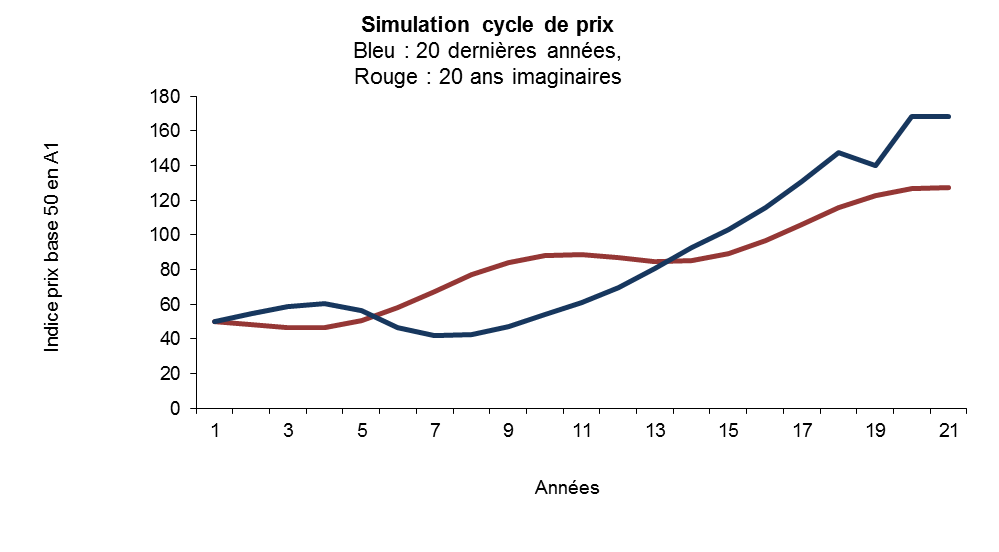 Simulation cycle de prix
Bleu : 20 dernières années,
Rouge : 20 ans imaginaires
Indice prix base 50 en A1
180
160
140
120
100
80
60
40
20
0
1 3 5 7 9 11 13 15 17 19 21
Années